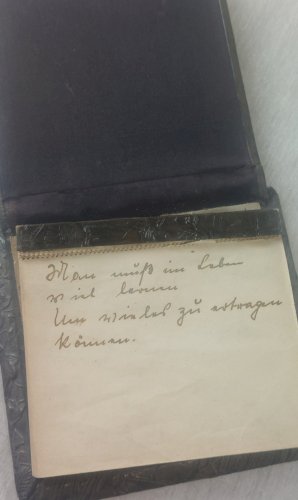 Man muß im Leben
viel lernen
Um vieles zu ertragen
können.